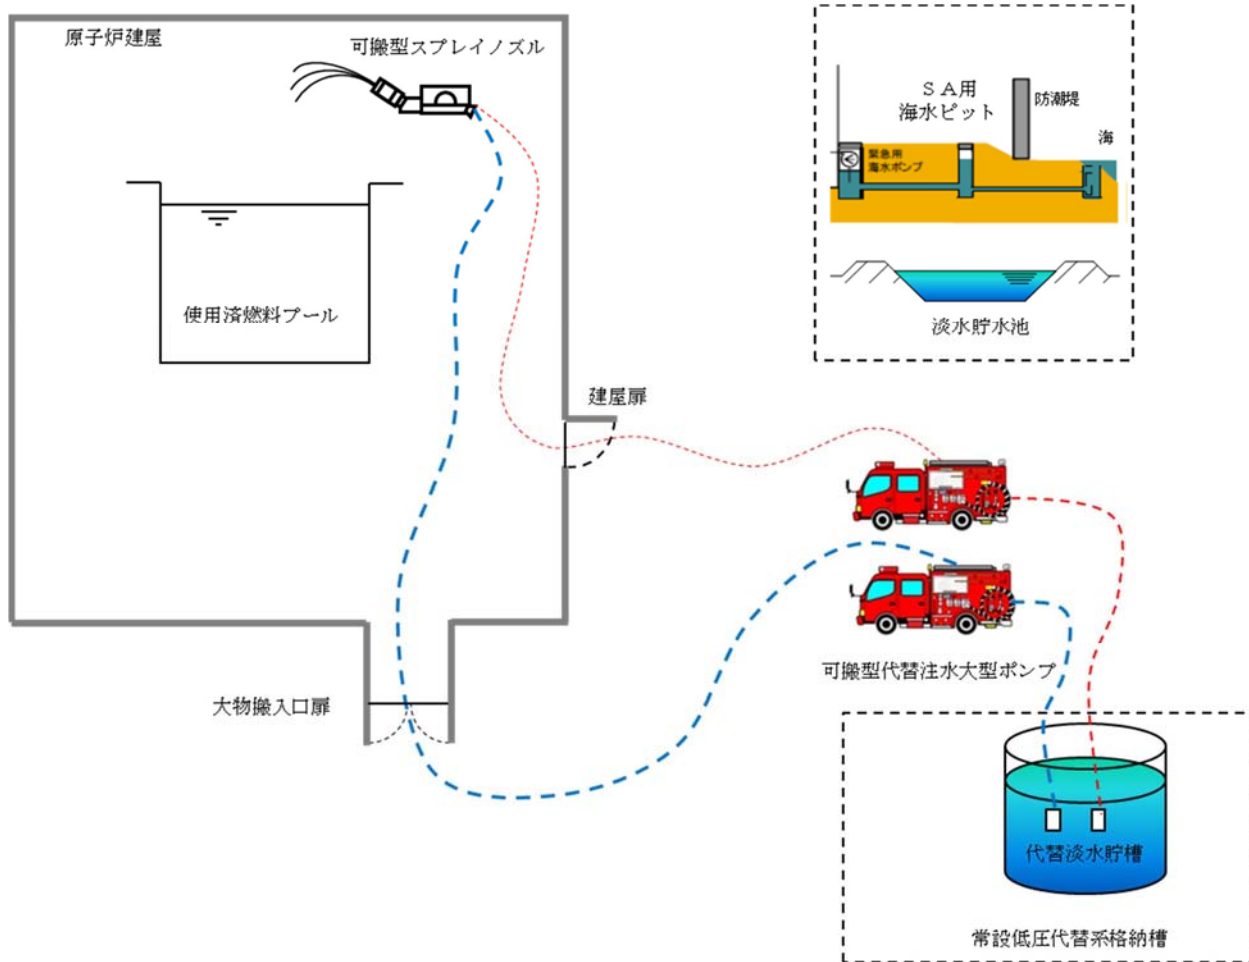 原子炉建屋
可搬型スプレイノズル
ＳＡ用
海水ピット
防潮堤
海
緊急用
海水ポンプ
使用済燃料プール
淡水貯水池
建屋扉
可搬型代替注水大型ポンプ
大物搬入口扉
代替淡水貯槽
常設低圧代替系格納槽